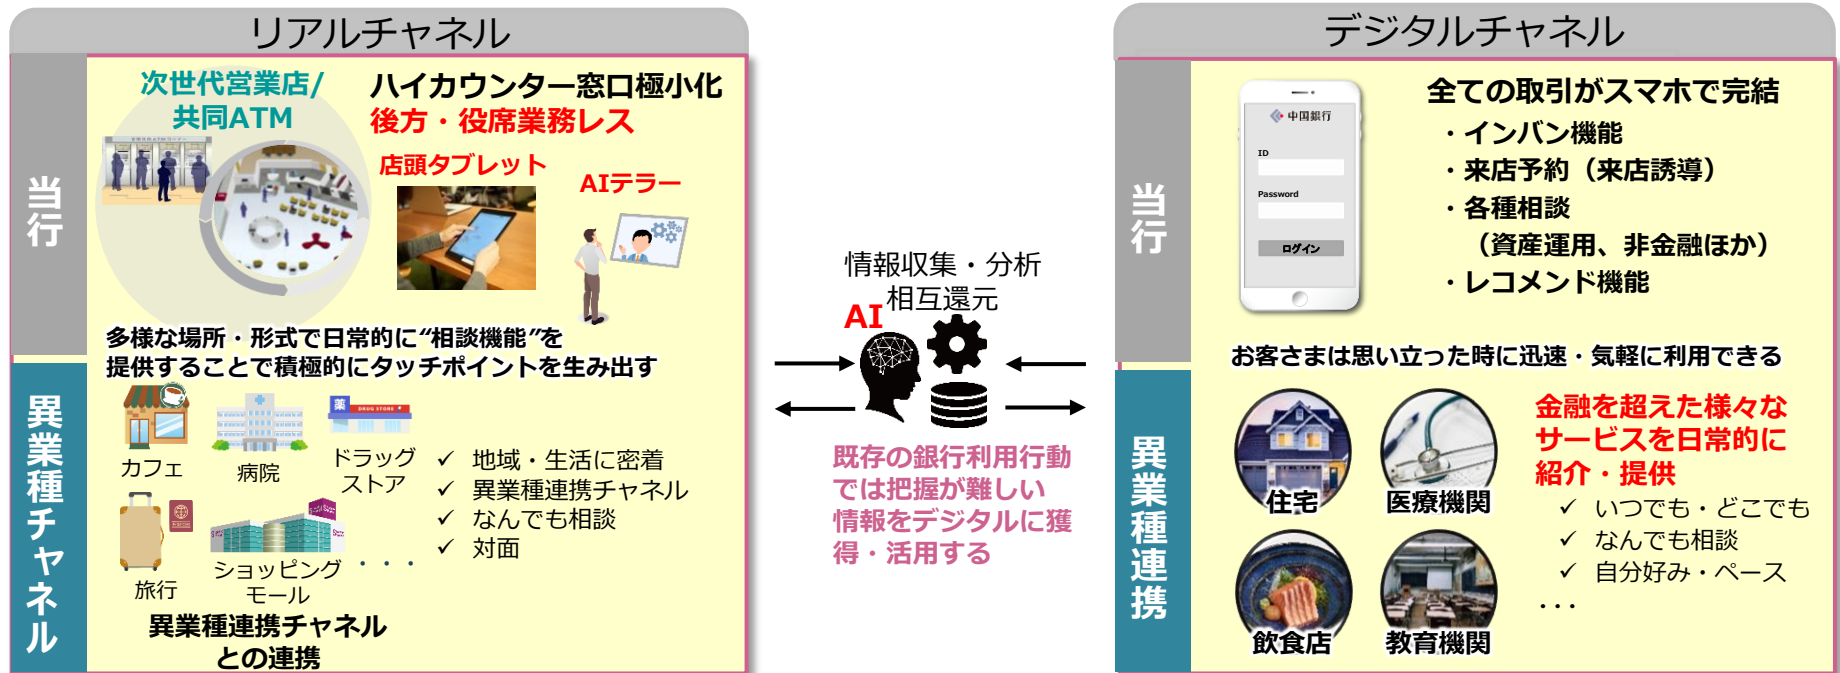 リアルチャネル
当行
次世代営業店/
共同ATM
ハイカウンター窓口極小化
後方・役席業務レス
店頭タブレット
AIテラー
多様な場所・形式で日常的に“相談機能”を
提供することで積極的にタッチポイントを生み出す
異業種チャネル
カフェ
病院
薬 DRUG STORE
ドラッグ
ストア
旅行
ショッピング
モール
・・・
✓ 地域・生活に密着
✓ 異業種連携チャネル
✓ なんでも相談
✓ 対面
異業種連携チャネル
との連携
情報収集・分析
相互還元
AI
既存の銀行利用行動
では把握が難しい
情報をデジタルに獲
得・活用する
デジタルチャネル
当行
中国銀行
ID
Password
ログイン
全ての取引がスマホで完結
・インバン機能
・来店予約（来店誘導）
・各種相談
（資産運用、非金融ほか）
・レコメンド機能
お客さまは思い立った時に迅速・気軽に利用できる
異業種連携
住宅
医療機関
飲食店
教育機関
金融を超えた様々な
サービスを日常的に
紹介・提供
✓ いつでも・どこでも
✓ なんでも相談
✓ 自分好み・ペース
・・・